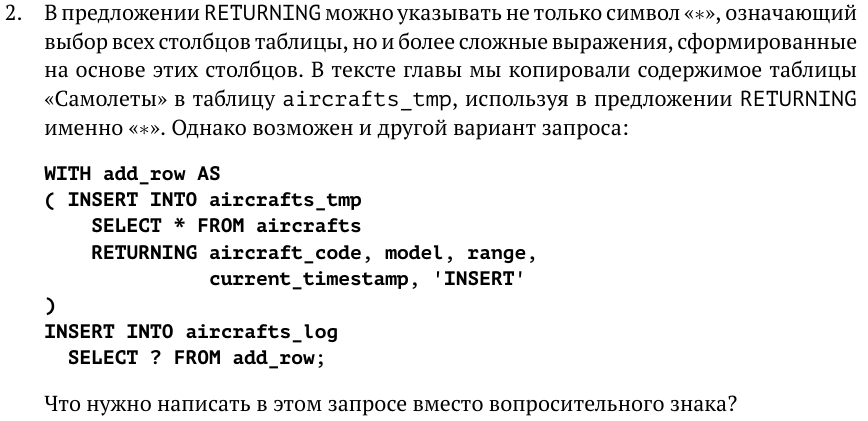 2. В предложении RETURNING можно указывать не только символ «*», означающий
выбор всех столбцов таблицы, но и более сложные выражения, сформированные
на основе этих столбцов. В тексте главы мы копировали содержимое таблицы
«Самолеты» в таблицу aircrafts_tmp, используя в предложении RETURNING
именно «*». Однако возможен и другой вариант запроса:
WITH add_row AS
( INSERT INTO aircrafts_tmp
SELECT * FROM aircrafts
RETURNING aircraft_code, model, range,
current_timestamp, 'INSERT'
)
INSERT INTO aircrafts_log
SELECT ? FROM add_row;
Что нужно написать в этом запросе вместо вопросительного знака?